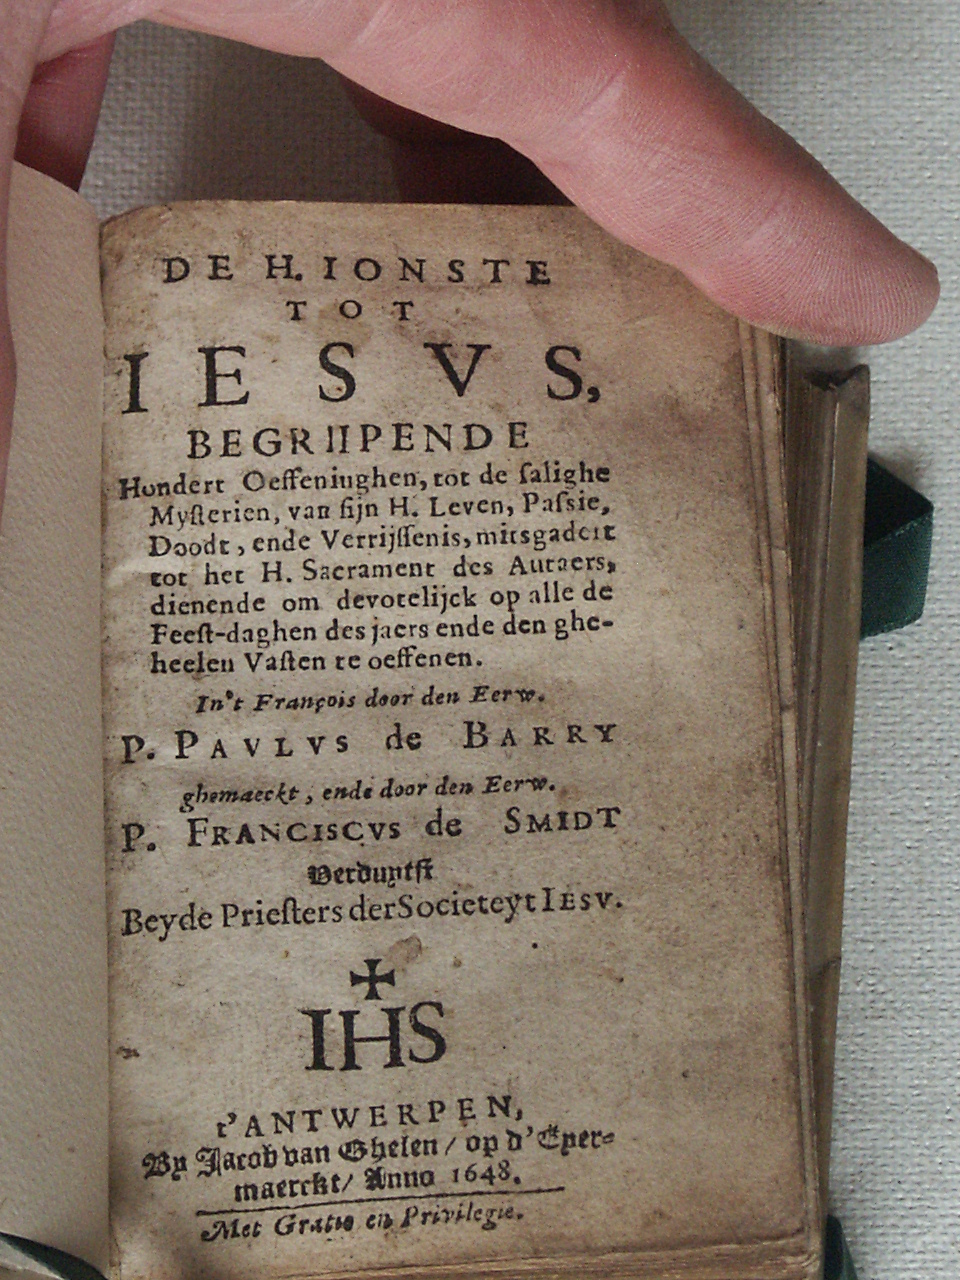 DE H. IONSTE
TOT
IESVS,
BEGRIIPENDE
Hondert Oeffeniughen, tot de ſalighe
Myſterien, van ſijn H. Leven, Paſsie,
Doodt, ende Verrijſſenis, mitsgadert
tot het H. Sacrament des Autaers,
dienende om devotelijck op alle de
Feeſt-daghen des jaers ende den ghe-
heelen Vaſten te oeffenen.
In't François door den Eerw.
P. PAVLVS de BARRY
ghemaeckt, ende door den Eerw.
P. FRANCISCVS de SMIDT
Verduytſt
Beyde Prieſters der Societeyt IESV.
IHS
t'ANTWERPEN,
By Jacob van Ghelen / op d'Eyer-
maerckt / Anno 1648.
Met Gratie en Privilegie.